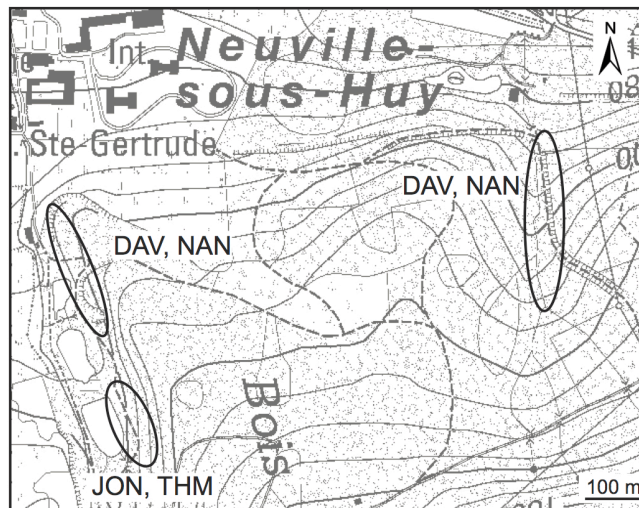 N
Int.
Neuville-
sous-Huy
Ste Gertrude
DAV, NAN
DAV, NAN
Bois
JON, THM
100 m